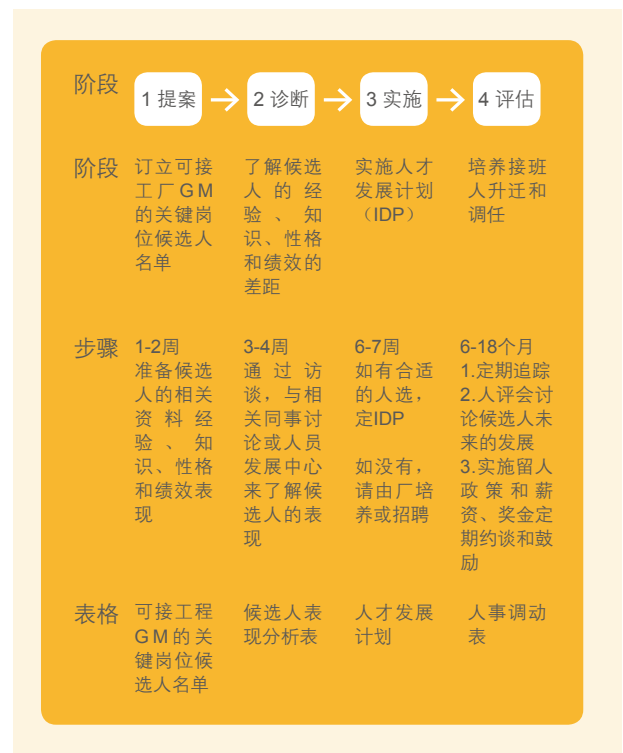 阶段
1 提案
2 诊断
3 实施
4 评估
阶段
订立可接
工厂GM
的关键岗
位候选人
名单
了解候选
人的经
验、知
识、性格
和绩效的
差距
实施人才
发展计划
（IDP）
培养接班
人升迁和
调任
步骤
1-2周
准备候选
人的相关
资料经
验、知
识、性格
和绩效表
现
3-4周
通过访
谈，与相
关同事讨
论或人员
发展中心
来了解候
选人的表
现
6-7周
如有合适
的人选，
定IDP
如没有，
请由厂培
养或招聘
6-18个月
1.定期追踪
2.人评会讨
论候选人未
来的发展
3.实施留人
政策和薪
资、奖金定
期约谈和鼓
励
表格
可接工程
GM的关
键岗位候
选人名单
候选人表
现分析表
人才发展
计划
人事调动
表